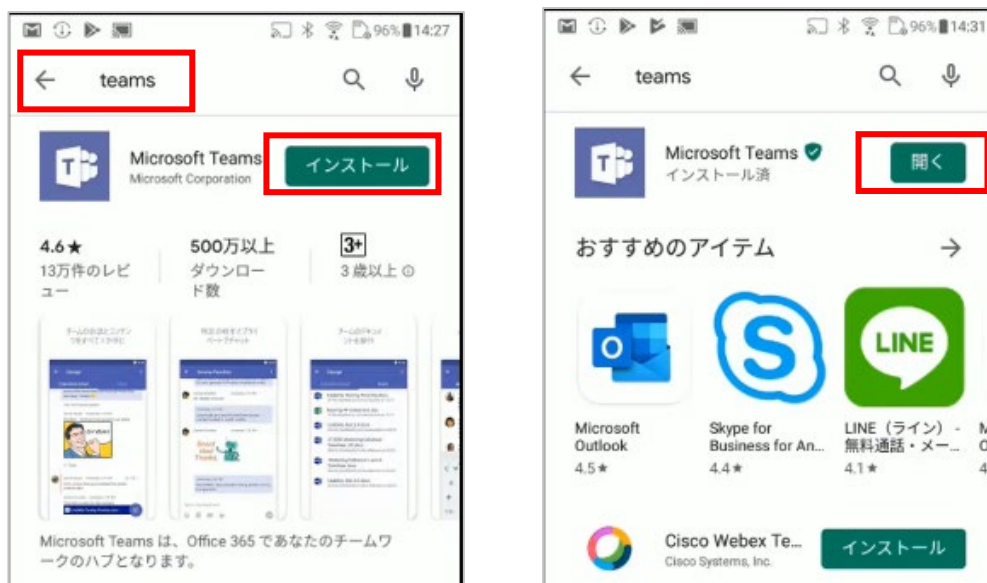 96% 14:27
teams
Microsoft Teams
Microsoft Corporation
インストール
4.6★
13万件のレビ
ュー
500万以上
ダウンロー
ド数
3+
3 歳以上
Microsoft Teams は、Office 365 であなたのチームワ
ークのハブとなります。
96% 14:31
teams
Microsoft Teams
インストール済
開く
おすすめのアイテム
LINE
Microsoft
Outlook
4.5★
Skype for
Business for An...
4.4★
LINE（ライン） -
無料通話・メー...
4.1★
Cisco Webex Te...
Cisco Systems, Inc.
インストール